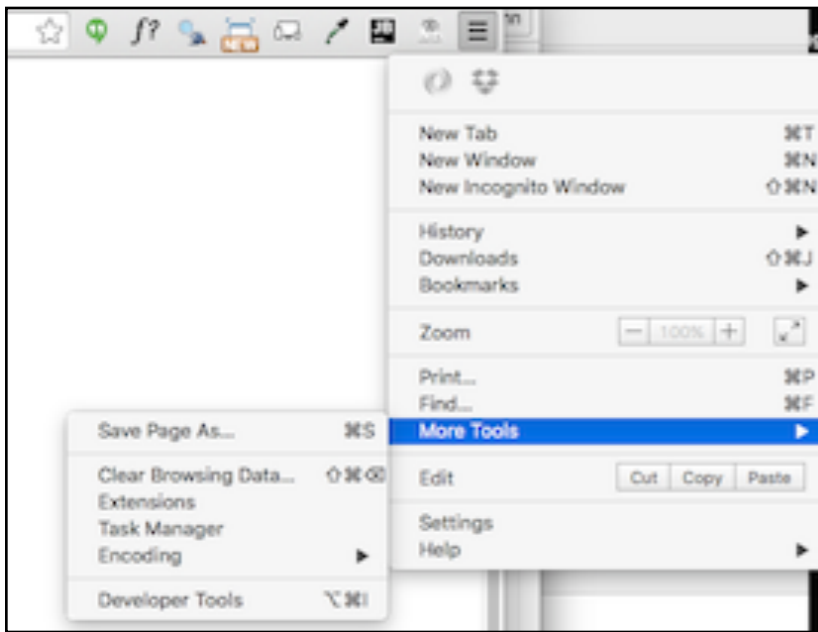 f?
NEW
New Tab ⌘T
New Window ⌘N
New Incognito Window ⇧⌘N
History ▶
Downloads ⇧⌘J
Bookmarks ▶
Zoom − 100% +
Print... ⌘P
Find... ⌘F
More Tools ▶
Edit Cut Copy Paste
Settings
Help ▶
Save Page As... ⌘S
Clear Browsing Data... ⇧⌘⌫
Extensions
Task Manager
Encoding ▶
Developer Tools ⌥⌘I